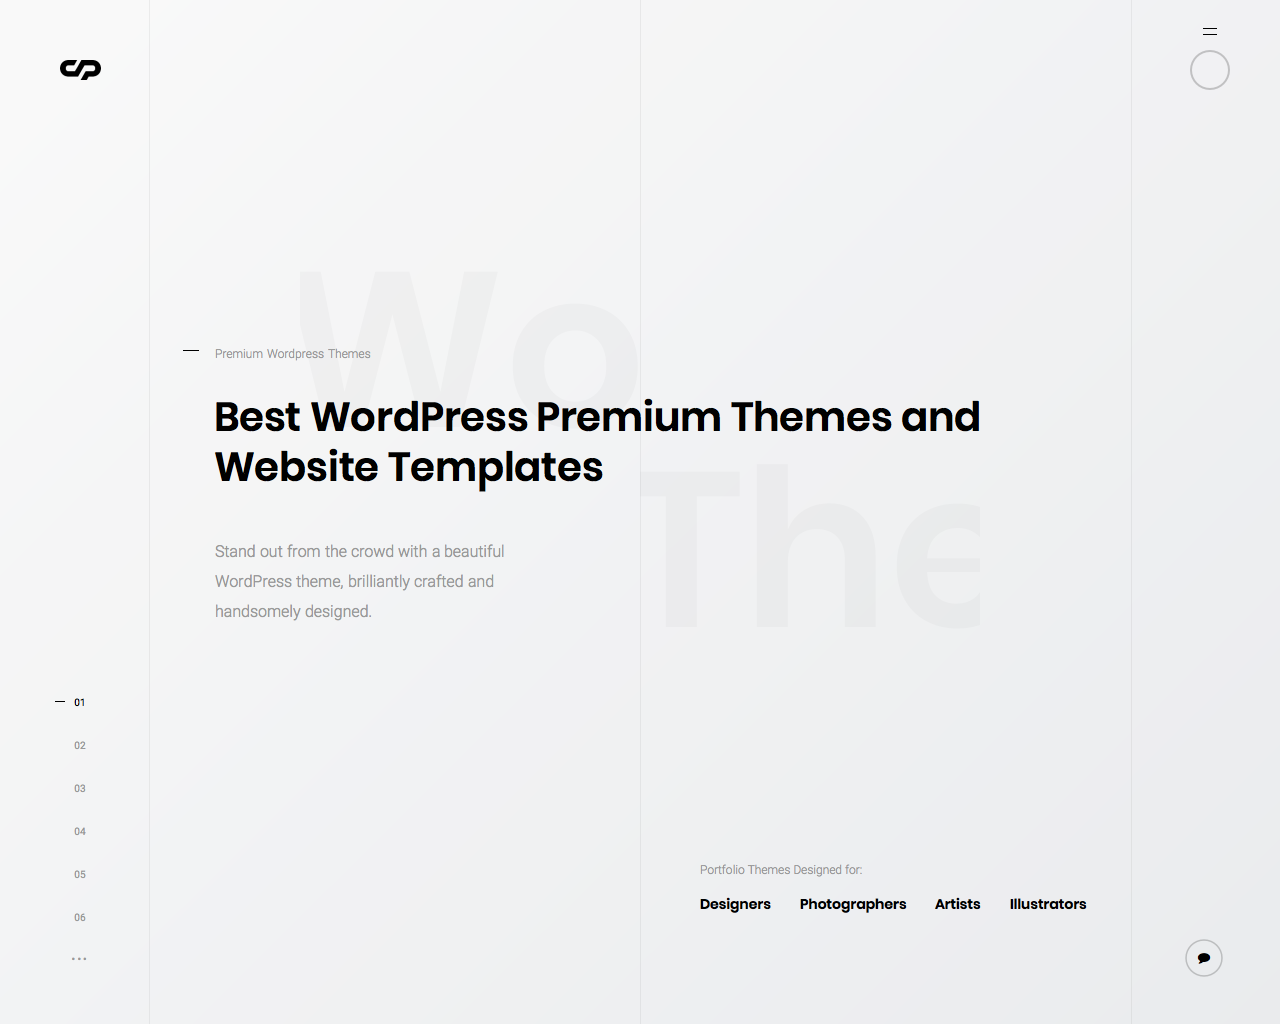 Wo
Premium Wordpress Themes
Best WordPress Premium Themes and
Website Templates
The
Stand out from the crowd with a beautiful
WordPress theme, brilliantly crafted and
handsomely designed.
01
02
03
04
05
06
...
Portfolio Themes Designed for:
Designers Photographers Artists Illustrators